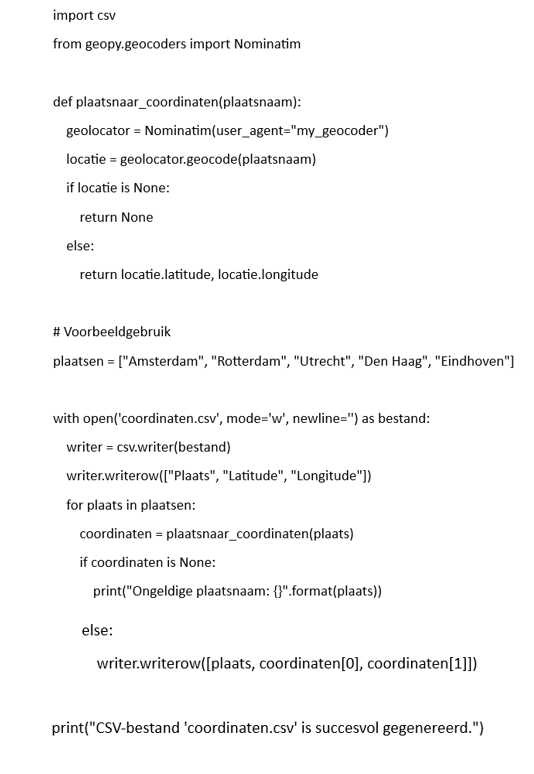 import csv
from geopy.geocoders import Nominatim
def plaatsnaar_coordinaten(plaatsnaam):
geolocator = Nominatim(user_agent="my_geocoder")
locatie = geolocator.geocode(plaatsnaam)
if locatie is None:
return None
else:
return locatie.latitude, locatie.longitude
# Voorbeeldgebruik
plaatsen = ["Amsterdam", "Rotterdam", "Utrecht", "Den Haag", "Eindhoven"]
with open('coordinaten.csv', mode='w', newline='') as bestand:
writer = csv.writer(bestand)
writer.writerow(["Plaats", "Latitude", "Longitude"])
for plaats in plaatsen:
coordinaten = plaatsnaar_coordinaten(plaats)
if coordinaten is None:
print("Ongeldige plaatsnaam: {}".format(plaats))
else:
writer.writerow([plaats, coordinaten[0], coordinaten[1]])
print("CSV-bestand 'coordinaten.csv' is succesvol gegenereerd.")